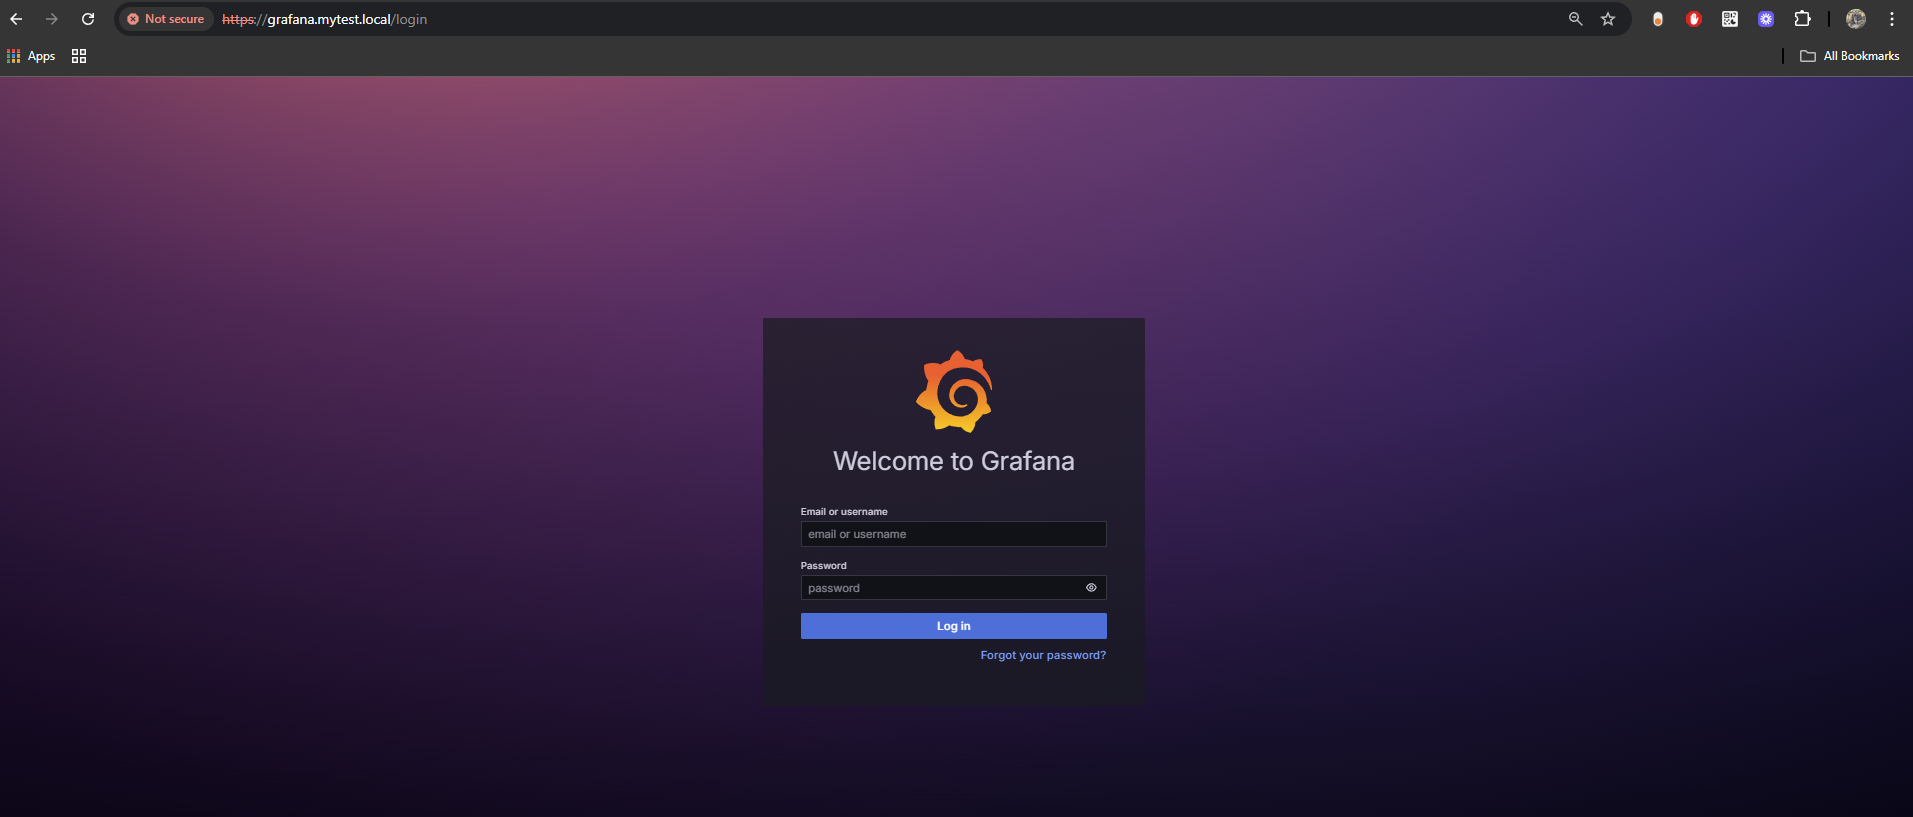 Not secure https://grafana.mytest.local/login
Apps
All Bookmarks
Welcome to Grafana
Email or username
email or username
Password
password
Log in
Forgot your password?